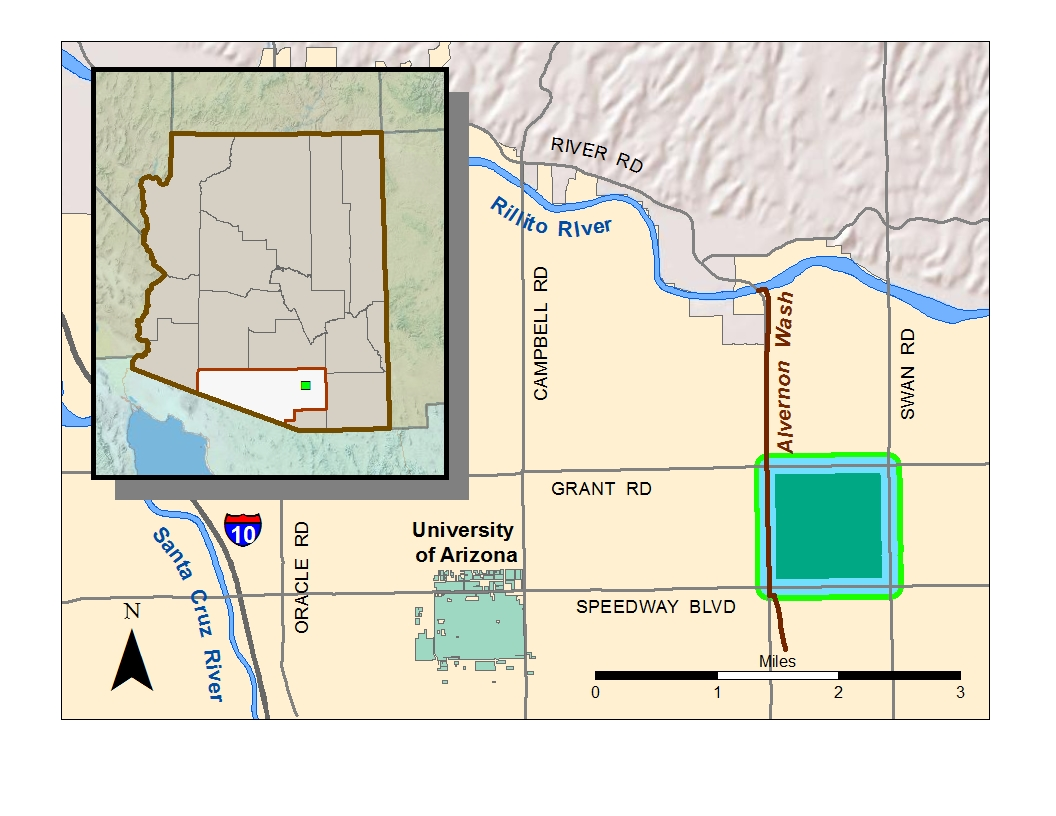 RIVER RD
Rillito RIver
CAMPBELL RD
Alvernon Wash
SWAN RD
GRANT RD
10
University
of Arizona
ORACLE RD
Santa Cruz River
SPEEDWAY BLVD
N
Miles
0 1 2 3